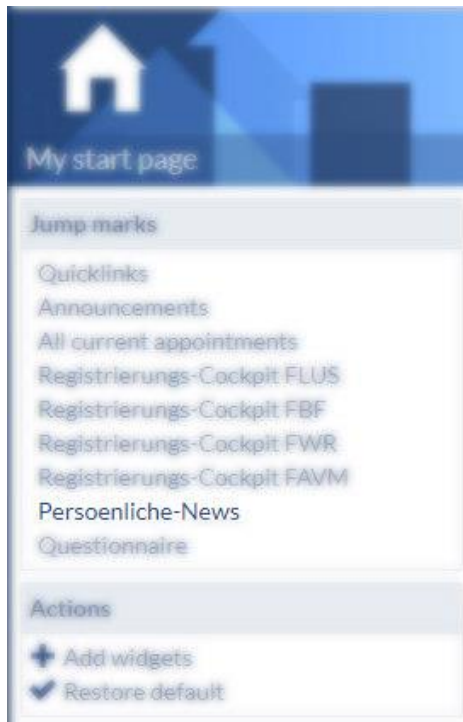 My start page
Jump marks
Quicklinks
Announcements
All current appointments
Registrierungs-Cockpit FLUS
Registrierungs-Cockpit FBF
Registrierungs-Cockpit FWR
Registrierungs-Cockpit FAVM
Persoenliche-News
Questionnaire
Actions
Add widgets
Restore default